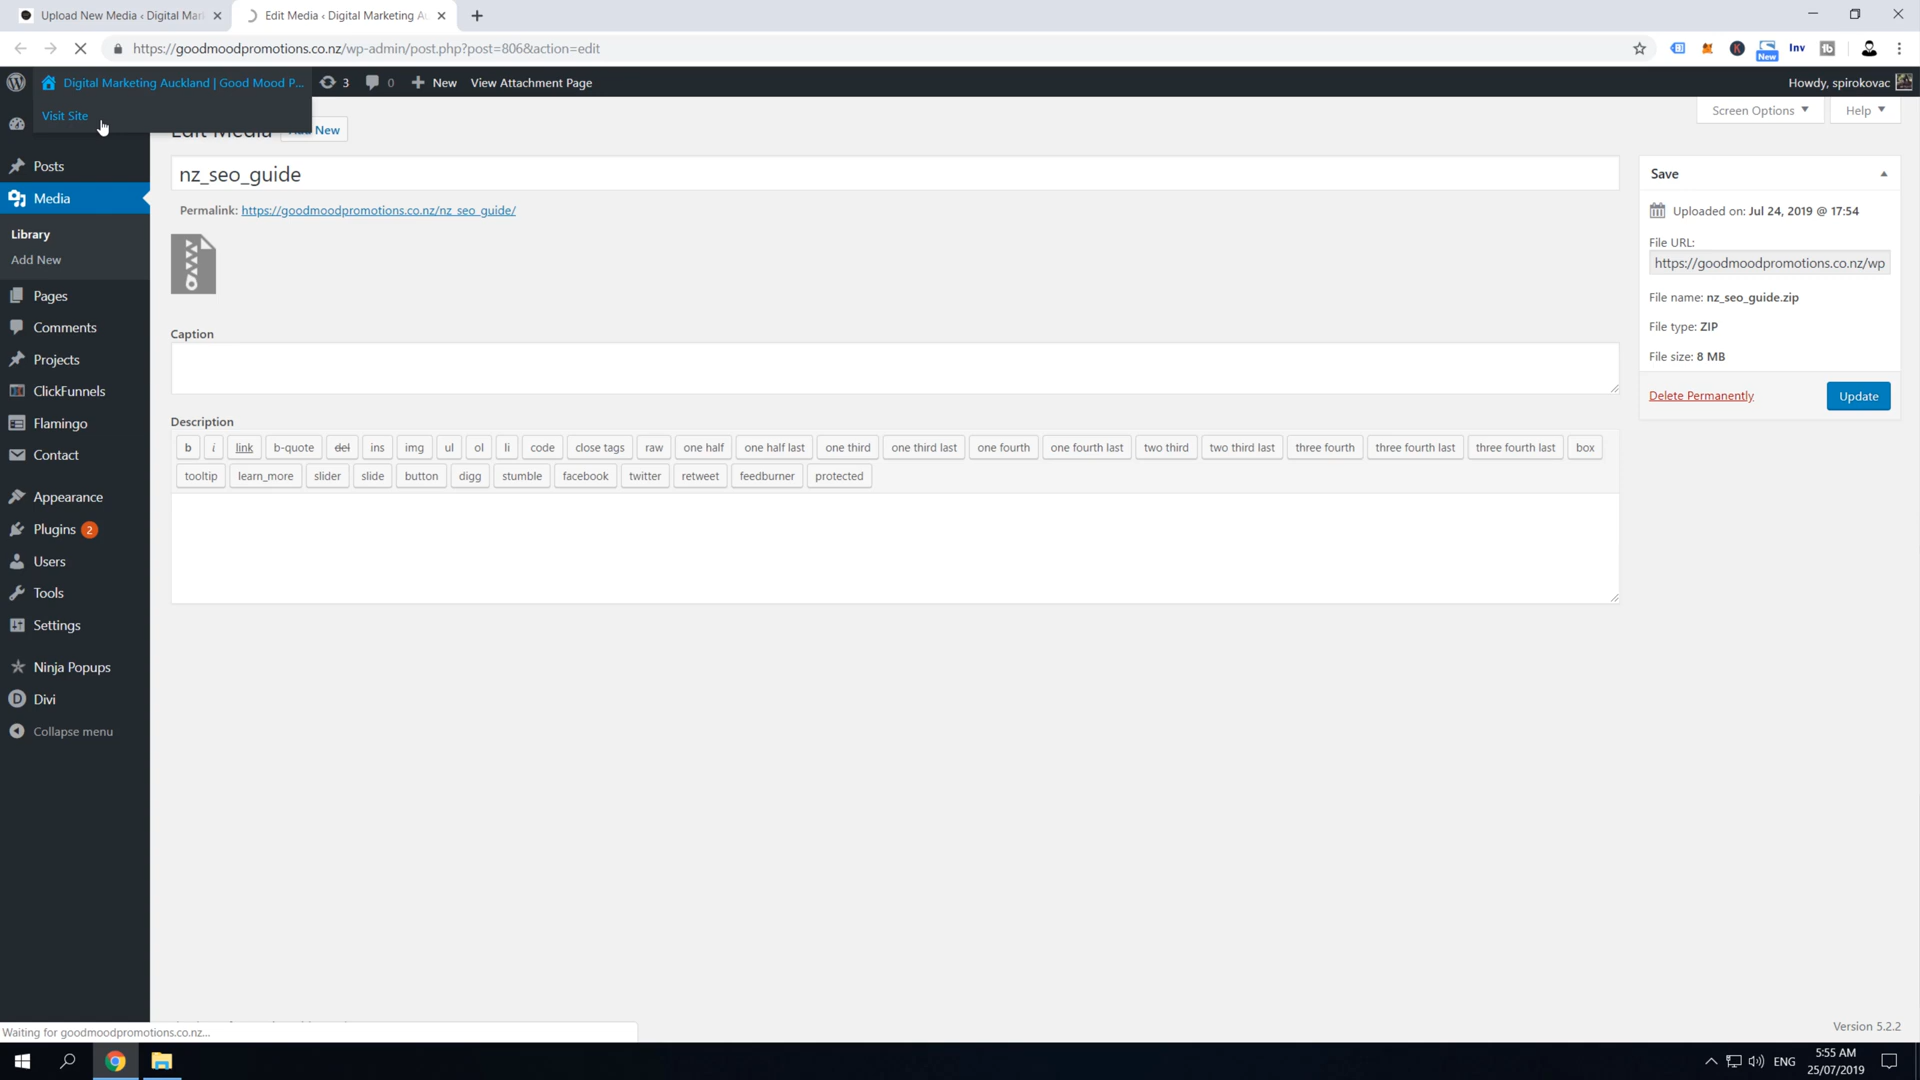 Upload New Media ‹ Digital Mar
Edit Media ‹ Digital Marketing Au
https://goodmoodpromotions.co.nz/wp-admin/post.php?post=806&action=edit
New
Inv
Digital Marketing Auckland | Good Mood P...
3
0
New
View Attachment Page
Howdy, spirokovac
Visit Site
Screen Options
Help
Edit Media
Add New
Posts
nz_seo_guide
Save
Media
Permalink: https://goodmoodpromotions.co.nz/nz_seo_guide/
Uploaded on: Jul 24, 2019 @ 17:54
Library
File URL:
Add New
https://goodmoodpromotions.co.nz/wp
Pages
File name: nz_seo_guide.zip
Comments
Caption
File type: ZIP
Projects
File size: 8 MB
ClickFunnels
Delete Permanently
Update
Flamingo
Description
Contact
b i link b-quote del ins img ul ol li code close tags raw one half one half last one third one third last one fourth one fourth last two third two third last three fourth three fourth last three fourth last box
tooltip learn_more slider slide button digg stumble facebook twitter retweet feedburner protected
Appearance
Plugins 2
Users
Tools
Settings
Ninja Popups
Divi
Collapse menu
Waiting for goodmoodpromotions.co.nz...
Version 5.2.2
ENG
5:55 AM
25/07/2019